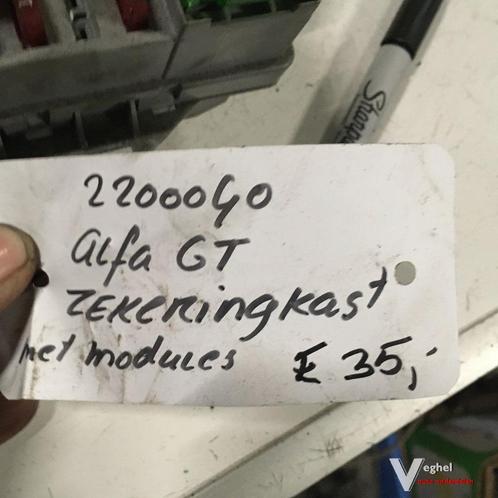 Sharpie
2200040
Alfa GT
ZEKERINGKAST
met modules € 35,-
Veghel